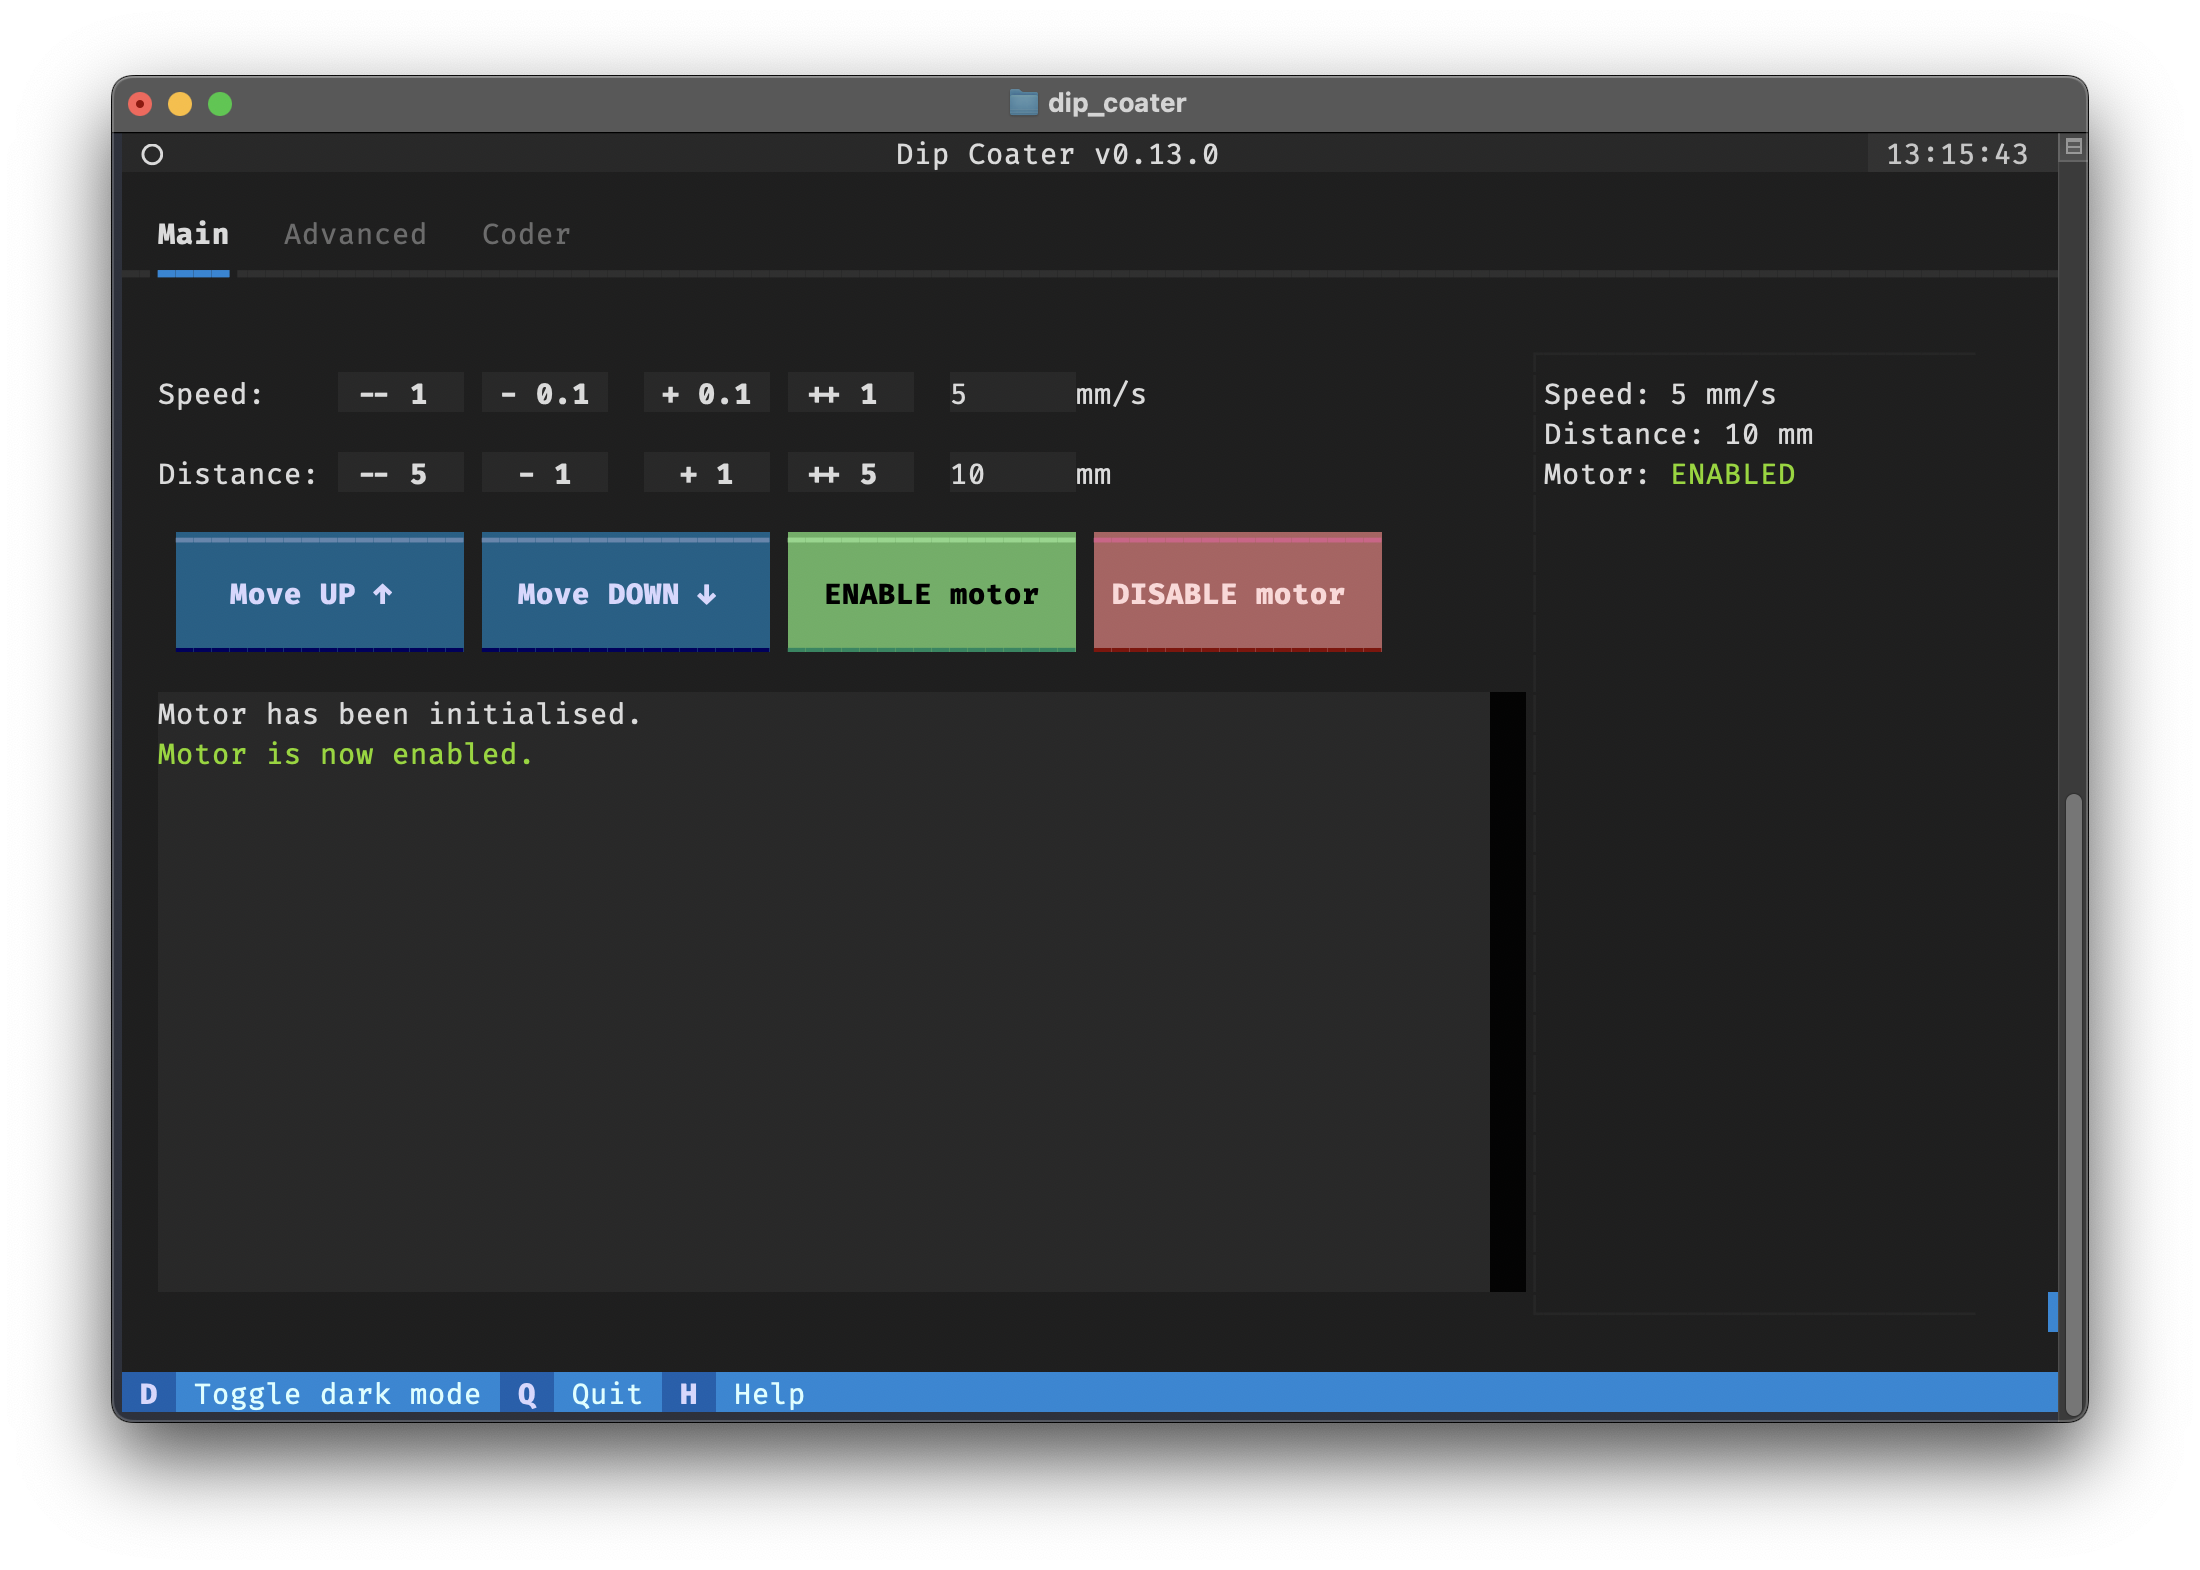 dip_coater
Dip Coater v0.13.0 13:15:43
Main Advanced Coder
Speed: -- 1 - 0.1 + 0.1 ++ 1 5 mm/s
Distance: -- 5 - 1 + 1 ++ 5 10 mm
Move UP ↑ Move DOWN ↓ ENABLE motor DISABLE motor
Motor has been initialised.
Motor is now enabled.
Speed: 5 mm/s
Distance: 10 mm
Motor: ENABLED
D Toggle dark mode Q Quit H Help